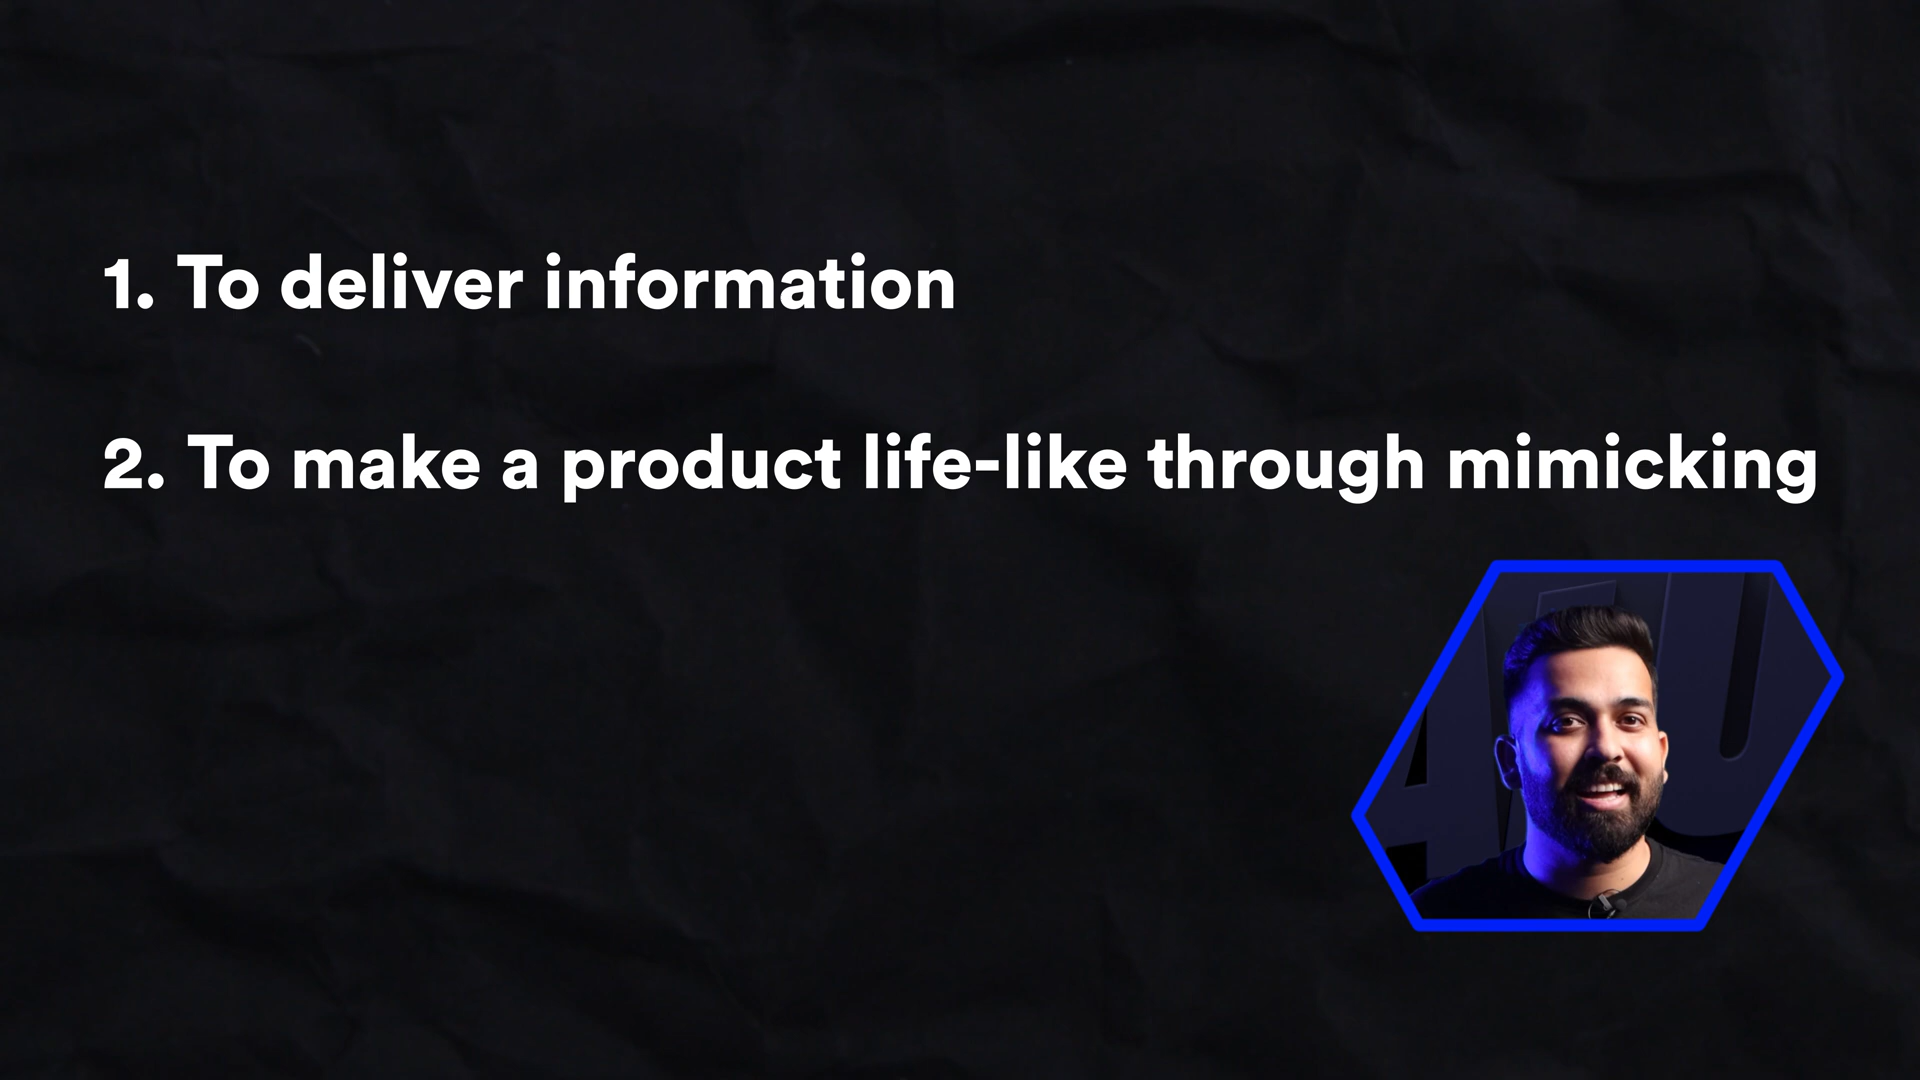 1. To deliver information
2. To make a product life-like through mimicking